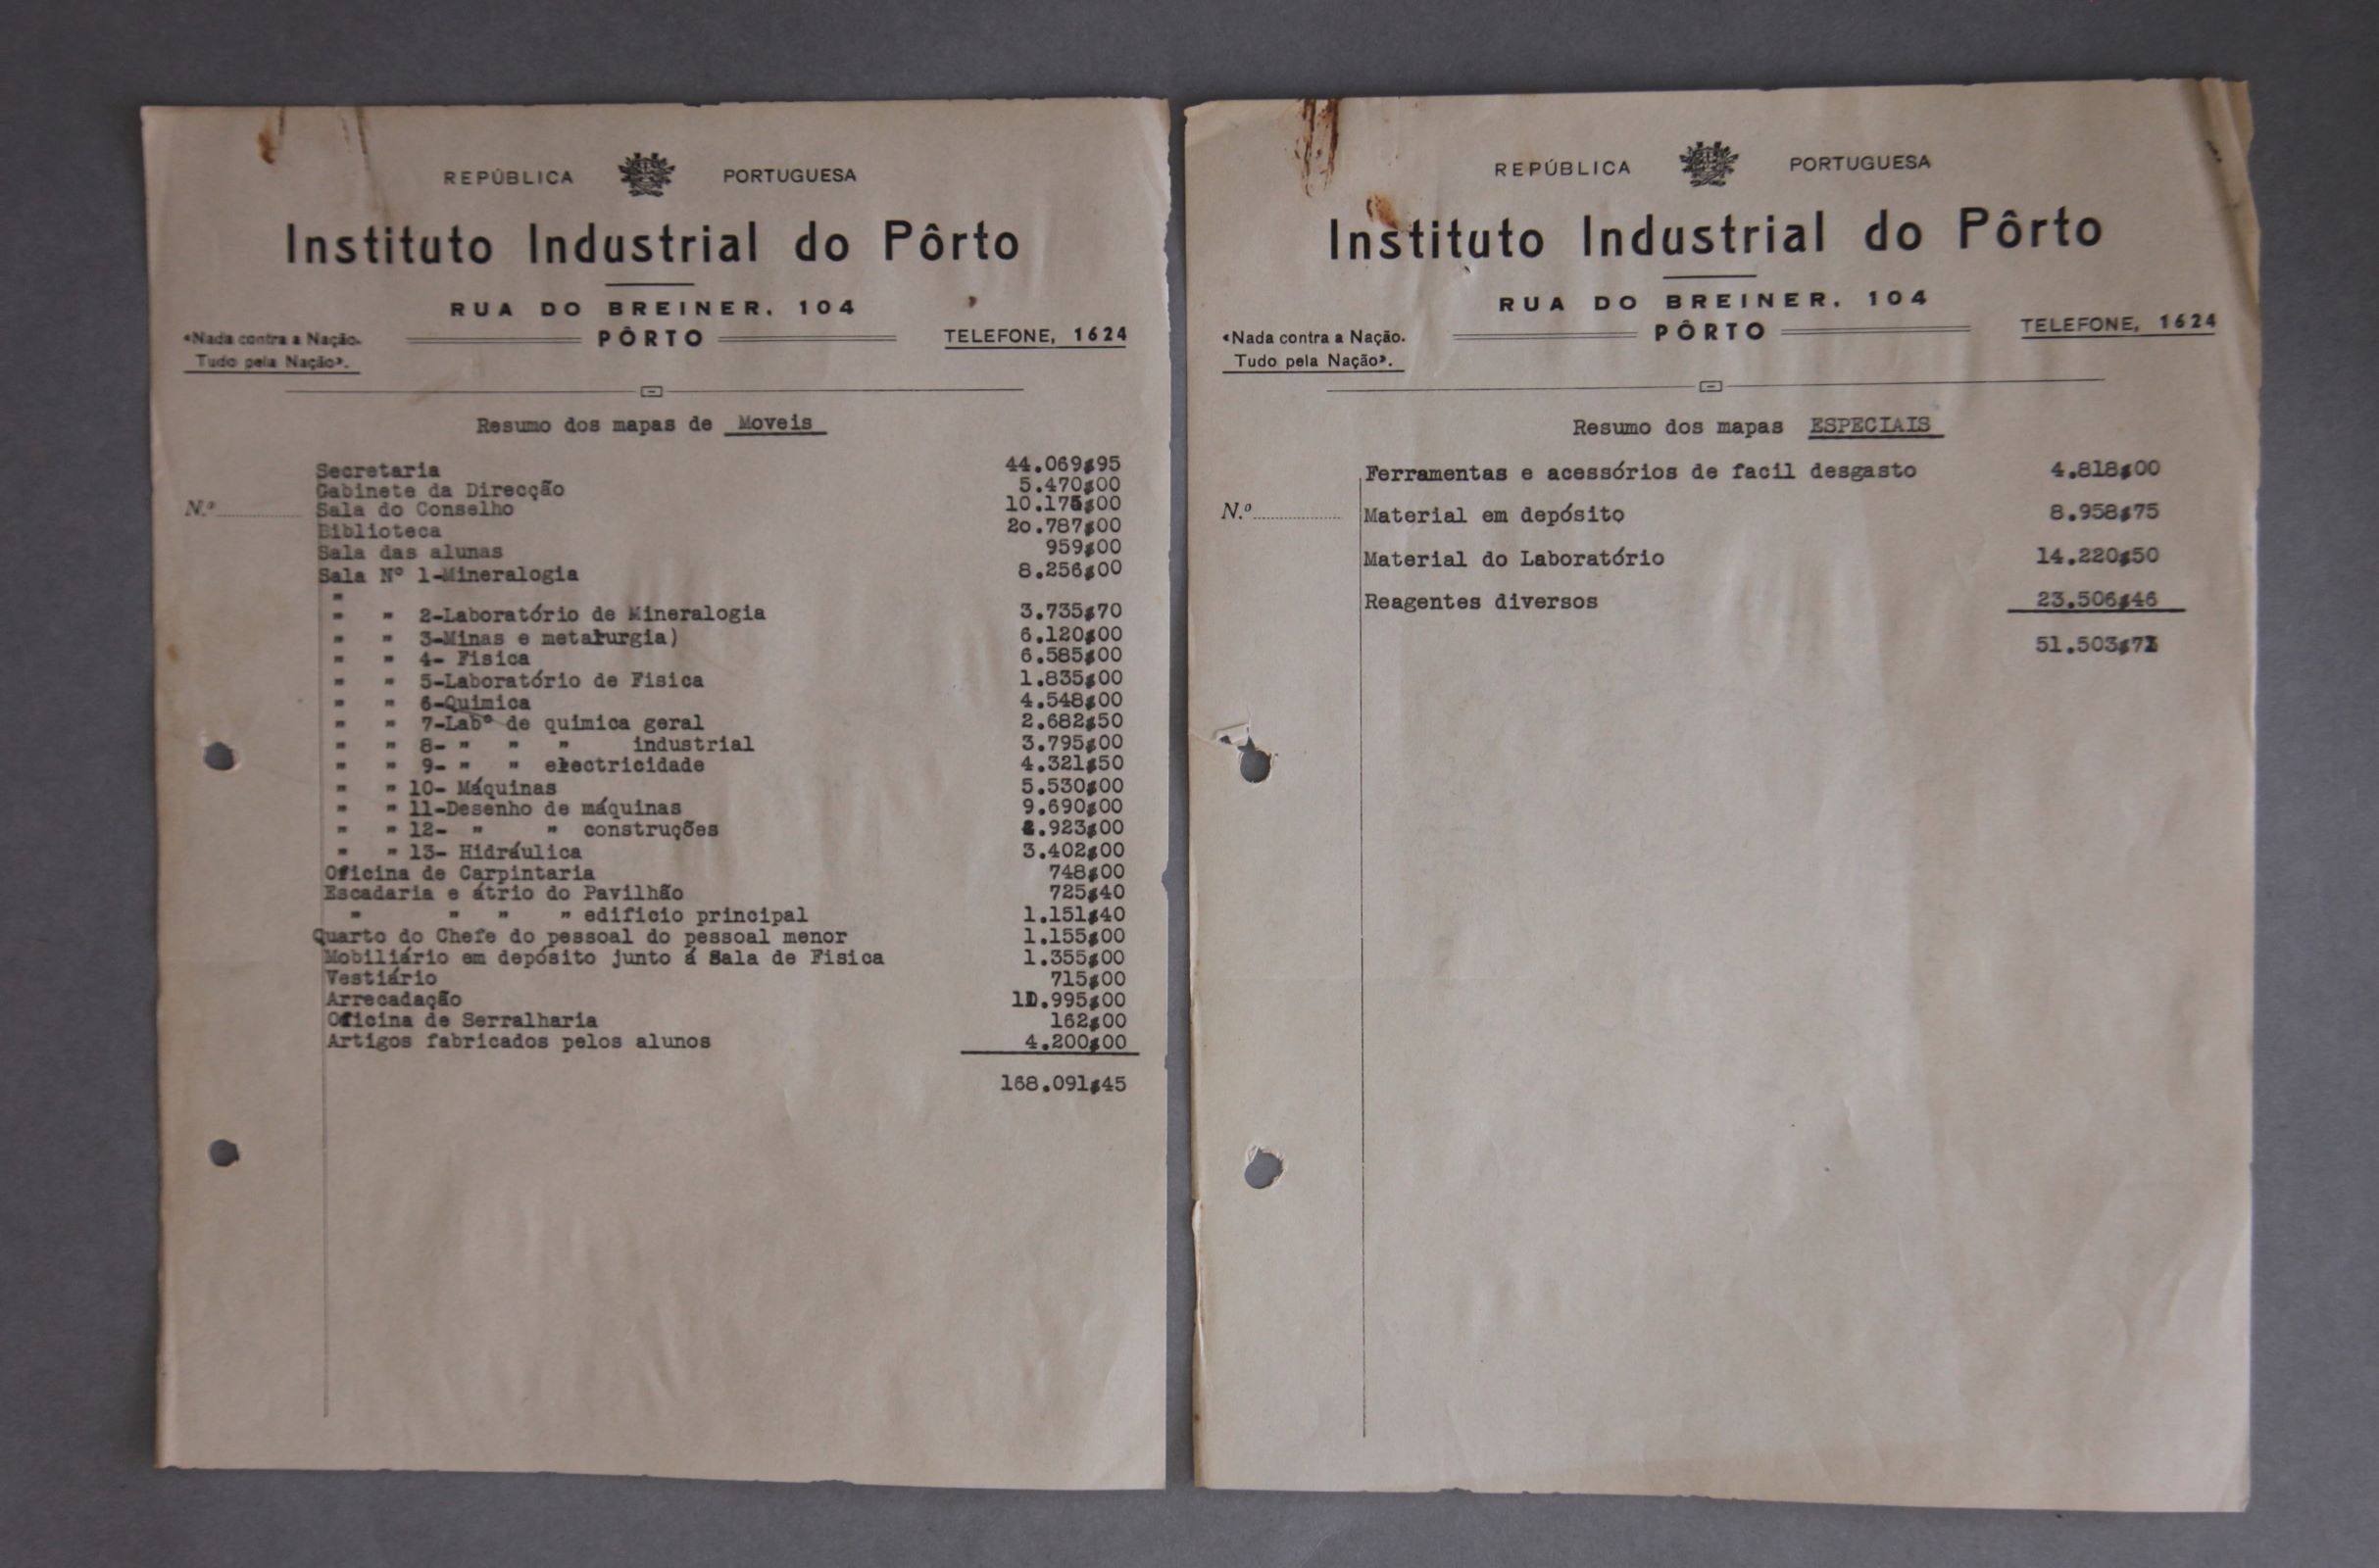 REPÚBLICA PORTUGUESA
Instituto Industrial do Pôrto
RUA DO BREINER, 104
PÔRTO
TELEFONE, 1624
«Nada contra a Nação.
Tudo pela Nação».
Resumo dos mapas de Moveis
Secretaria 44.069$95
Gabinete da Direcção 5.470$00
N.º Sala do Conselho 10.175$00
Biblioteca 20.787$00
Sala das alunas 959$00
Sala Nº 1-Mineralogia 8.256$00
"
" " 2-Laboratório de Mineralogia 3.735$70
" " 3-Minas e metalurgia) 6.120$00
" " 4- Fisica 6.585$00
" " 5-Laboratório de Fisica 1.835$00
" " 6-Quimica 4.548$00
" " 7-Labº de quimica geral 2.682$50
" " 8- " " " industrial 3.795$00
" " 9- " " electricidade 4.321$50
" " 10- Máquinas 5.530$00
" " 11-Desenho de máquinas 9.690$00
" " 12- " " construções .923$00
" " 13- Hidráulica 3.402$00
Oficina de Carpintaria 748$00
Escadaria e átrio do Pavilhão 725$40
" " " " edificio principal 1.151$40
Quarto do Chefe do pessoal do pessoal menor 1.155$00
Mobiliário em depósito junto á Sala de Fisica 1.355$00
Vestiário 715$00
Arrecadação 10.995$00
Oficina de Serralharia 162$00
Artigos fabricados pelos alunos 4.200$00
168.091$45
REPÚBLICA PORTUGUESA
Instituto Industrial do Pôrto
RUA DO BREINER, 104
PÔRTO
TELEFONE, 1624
«Nada contra a Nação.
Tudo pela Nação».
Resumo dos mapas ESPECIAIS
Ferramentas e acessórios de facil desgasto 4.818$00
N.º Material em depósito 8.958$75
Material do Laboratório 14.220$50
Reagentes diversos 23.506$46
51.503$71